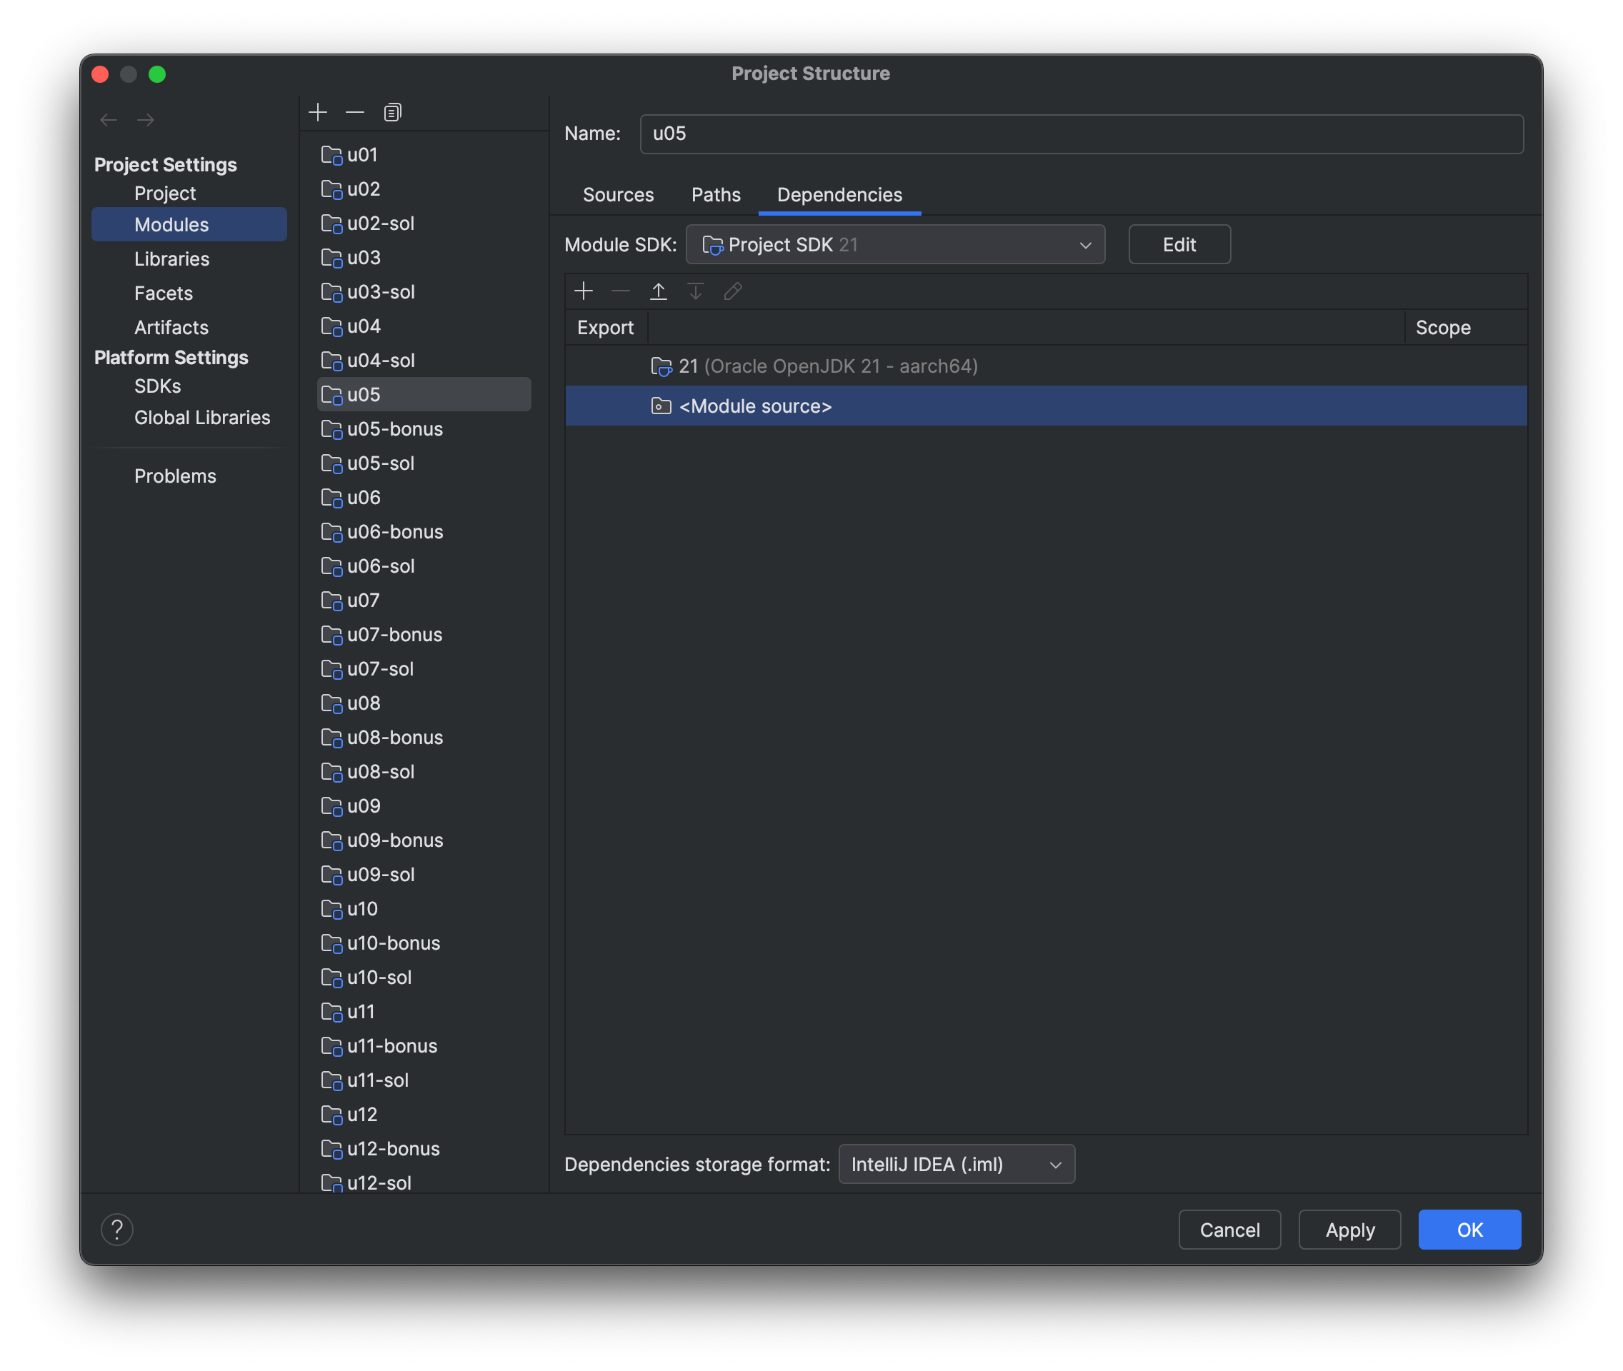 Project Structure
Project Settings
Project
Modules
Libraries
Facets
Artifacts
Platform Settings
SDKs
Global Libraries
Problems
u01
u02
u02-sol
u03
u03-sol
u04
u04-sol
u05
u05-bonus
u05-sol
u06
u06-bonus
u06-sol
u07
u07-bonus
u07-sol
u08
u08-bonus
u08-sol
u09
u09-bonus
u09-sol
u10
u10-bonus
u10-sol
u11
u11-bonus
u11-sol
u12
u12-bonus
u12-sol
Name: u05
Sources Paths Dependencies
Module SDK: Project SDK 21 Edit
Export Scope
21 (Oracle OpenJDK 21 - aarch64)
<Module source>
Dependencies storage format: IntelliJ IDEA (.iml)
? Cancel Apply OK